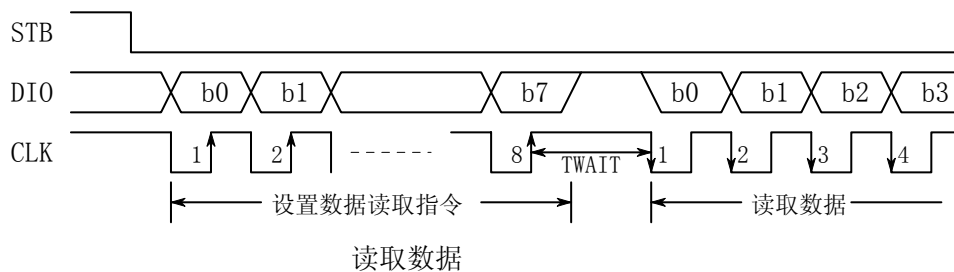 STB
DIO b0 b1 b7 b0 b1 b2 b3
CLK 1 2 8 TWAIT 1 2 3 4
设置数据读取指令 读取数据
读取数据